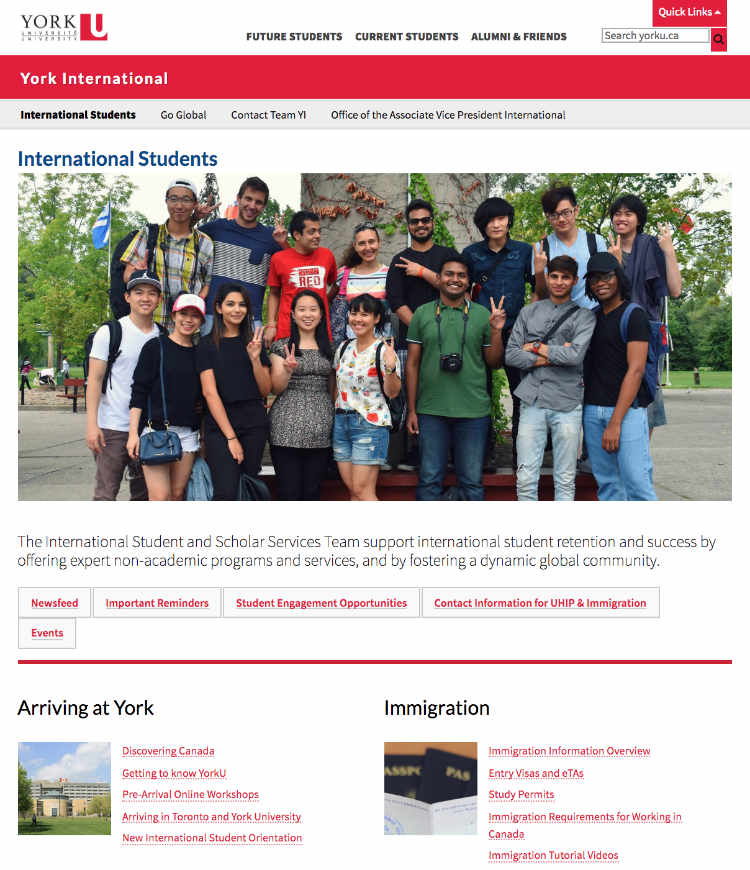 YORK
UNIVERSITÉ
UNIVERSITY
U
Quick Links
FUTURE STUDENTS CURRENT STUDENTS ALUMNI & FRIENDS
Search yorku.ca
York International
International Students Go Global Contact Team YI Office of the Associate Vice President International
International Students
RED
The International Student and Scholar Services Team support international student retention and success by
offering expert non-academic programs and services, and by fostering a dynamic global community.
Newsfeed Important Reminders Student Engagement Opportunities Contact Information for UHIP & Immigration
Events
Arriving at York
Discovering Canada
Getting to know YorkU
Pre-Arrival Online Workshops
Arriving in Toronto and York University
New International Student Orientation
Immigration
PAS
Immigration Information Overview
Entry Visas and eTAs
Study Permits
Immigration Requirements for Working in
Canada
Immigration Tutorial Videos